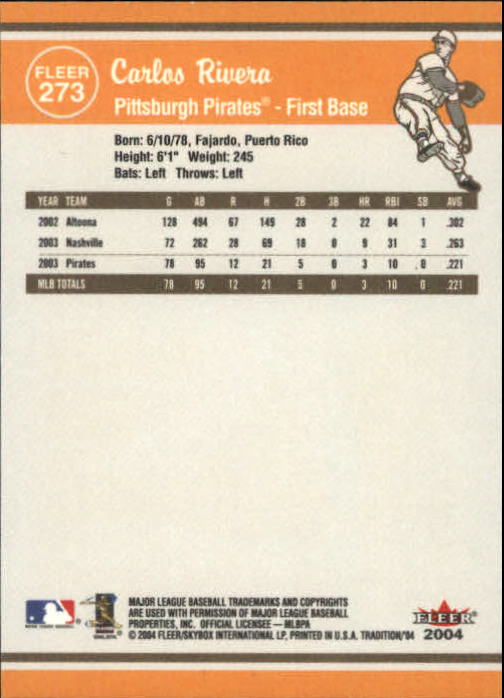 FLEER
273
Carlos Rivera
Pittsburgh Pirates® - First Base
Born: 6/10/78, Fajardo, Puerto Rico
Height: 6'1" Weight: 245
Bats: Left Throws: Left
YEAR TEAM G AB R H 2B 3B HR RBI SB AVG
2002 Altoona 128 494 67 149 28 2 22 84 1 .302
2003 Nashville 72 262 28 69 18 0 9 31 3 .263
2003 Pirates 78 95 12 21 5 0 3 10 0 .221
MLB TOTALS 78 95 12 21 5 0 3 10 0 .221
MAJOR LEAGUE BASEBALL TRADEMARKS AND COPYRIGHTS
ARE USED WITH PERMISSION OF MAJOR LEAGUE BASEBALL
PROPERTIES, INC. OFFICIAL LICENSEE — MLBPA
© 2004 FLEER/SKYBOX INTERNATIONAL LP, PRINTED IN U.S.A. TRADITION/'04
FLEER
2004